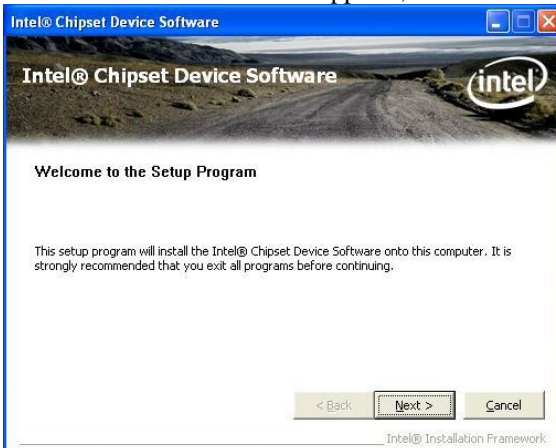 Intel® Chipset Device Software
Intel® Chipset Device Software
intel
Welcome to the Setup Program
This setup program will install the Intel® Chipset Device Software onto this computer. It is
strongly recommended that you exit all programs before continuing.
< Back
Next >
Cancel
Intel® Installation Framework